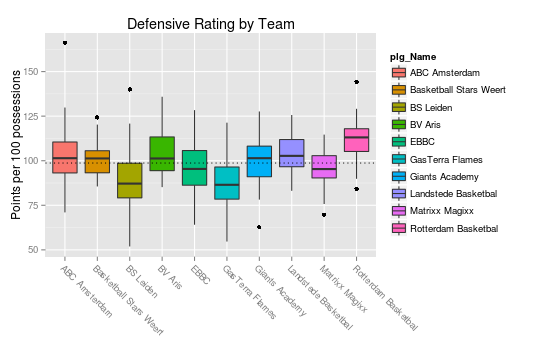 Defensive Rating by Team
Points per 100 possessions
150
125
100
75
50
ABC Amsterdam
Basketball Stars Weert
BS Leiden
BV Aris
EBBC
GasTerra Flames
Giants Academy
Landstede Basketbal
Matrixx Magixx
Rotterdam Basketbal
plg_Name
ABC Amsterdam
Basketball Stars Weert
BS Leiden
BV Aris
EBBC
GasTerra Flames
Giants Academy
Landstede Basketbal
Matrixx Magixx
Rotterdam Basketbal